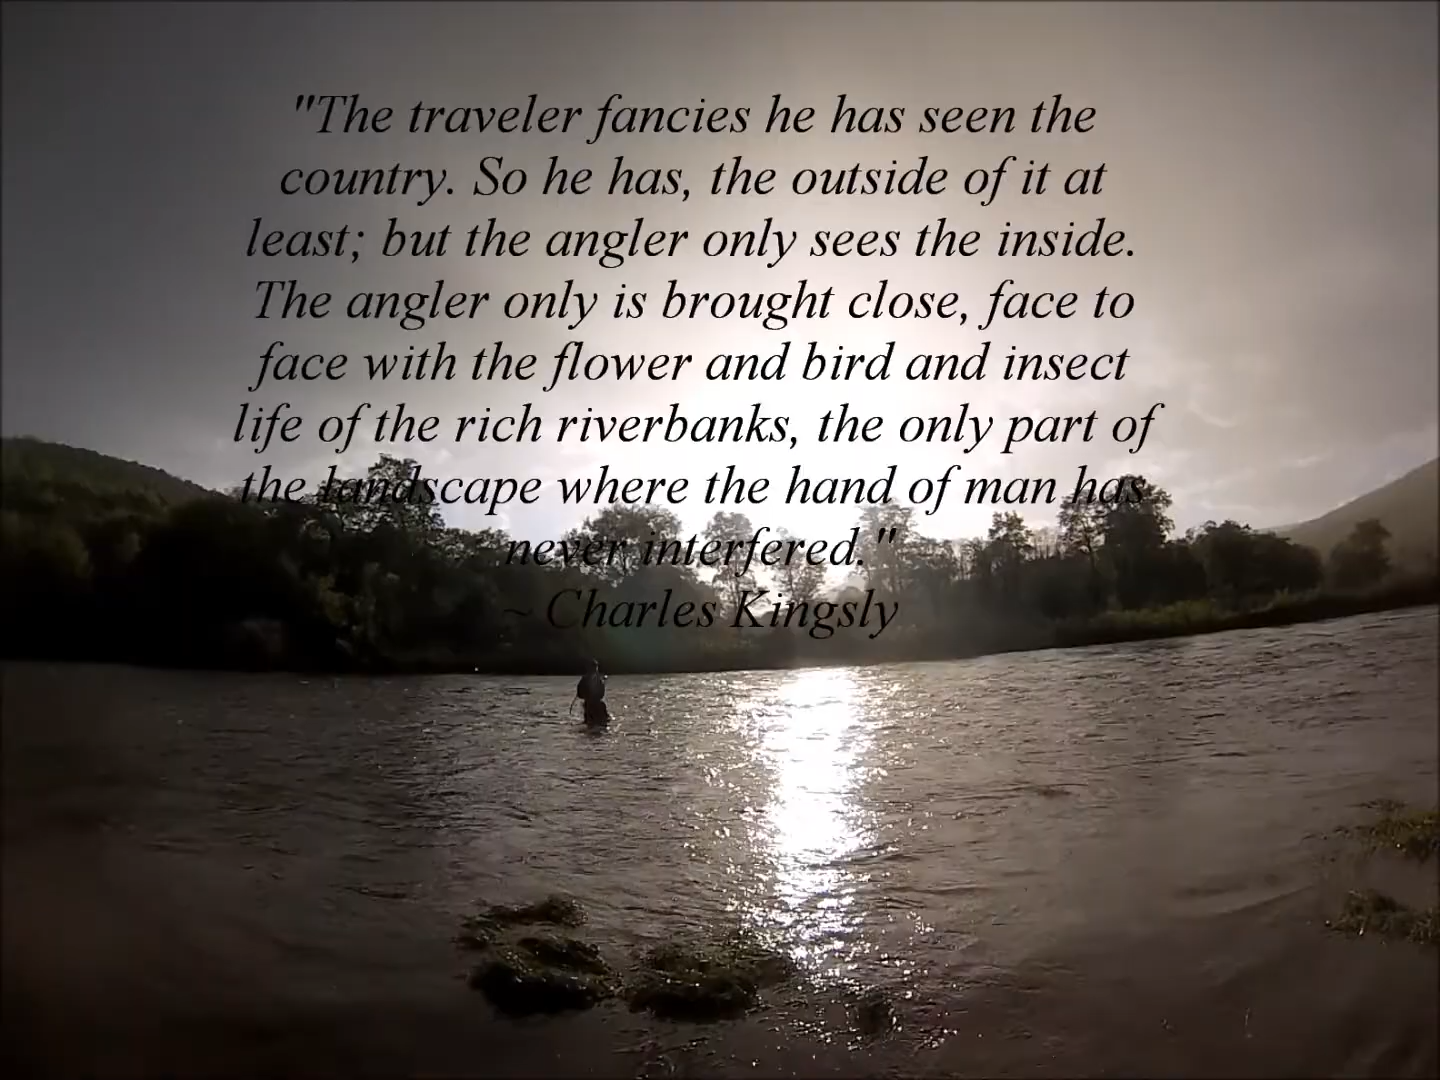 "The traveler fancies he has seen the
country. So he has, the outside of it at
least; but the angler only sees the inside.
The angler only is brought close, face to
face with the flower and bird and insect
life of the rich riverbanks, the only part of
the landscape where the hand of man has
never interfered."
~ Charles Kingsly